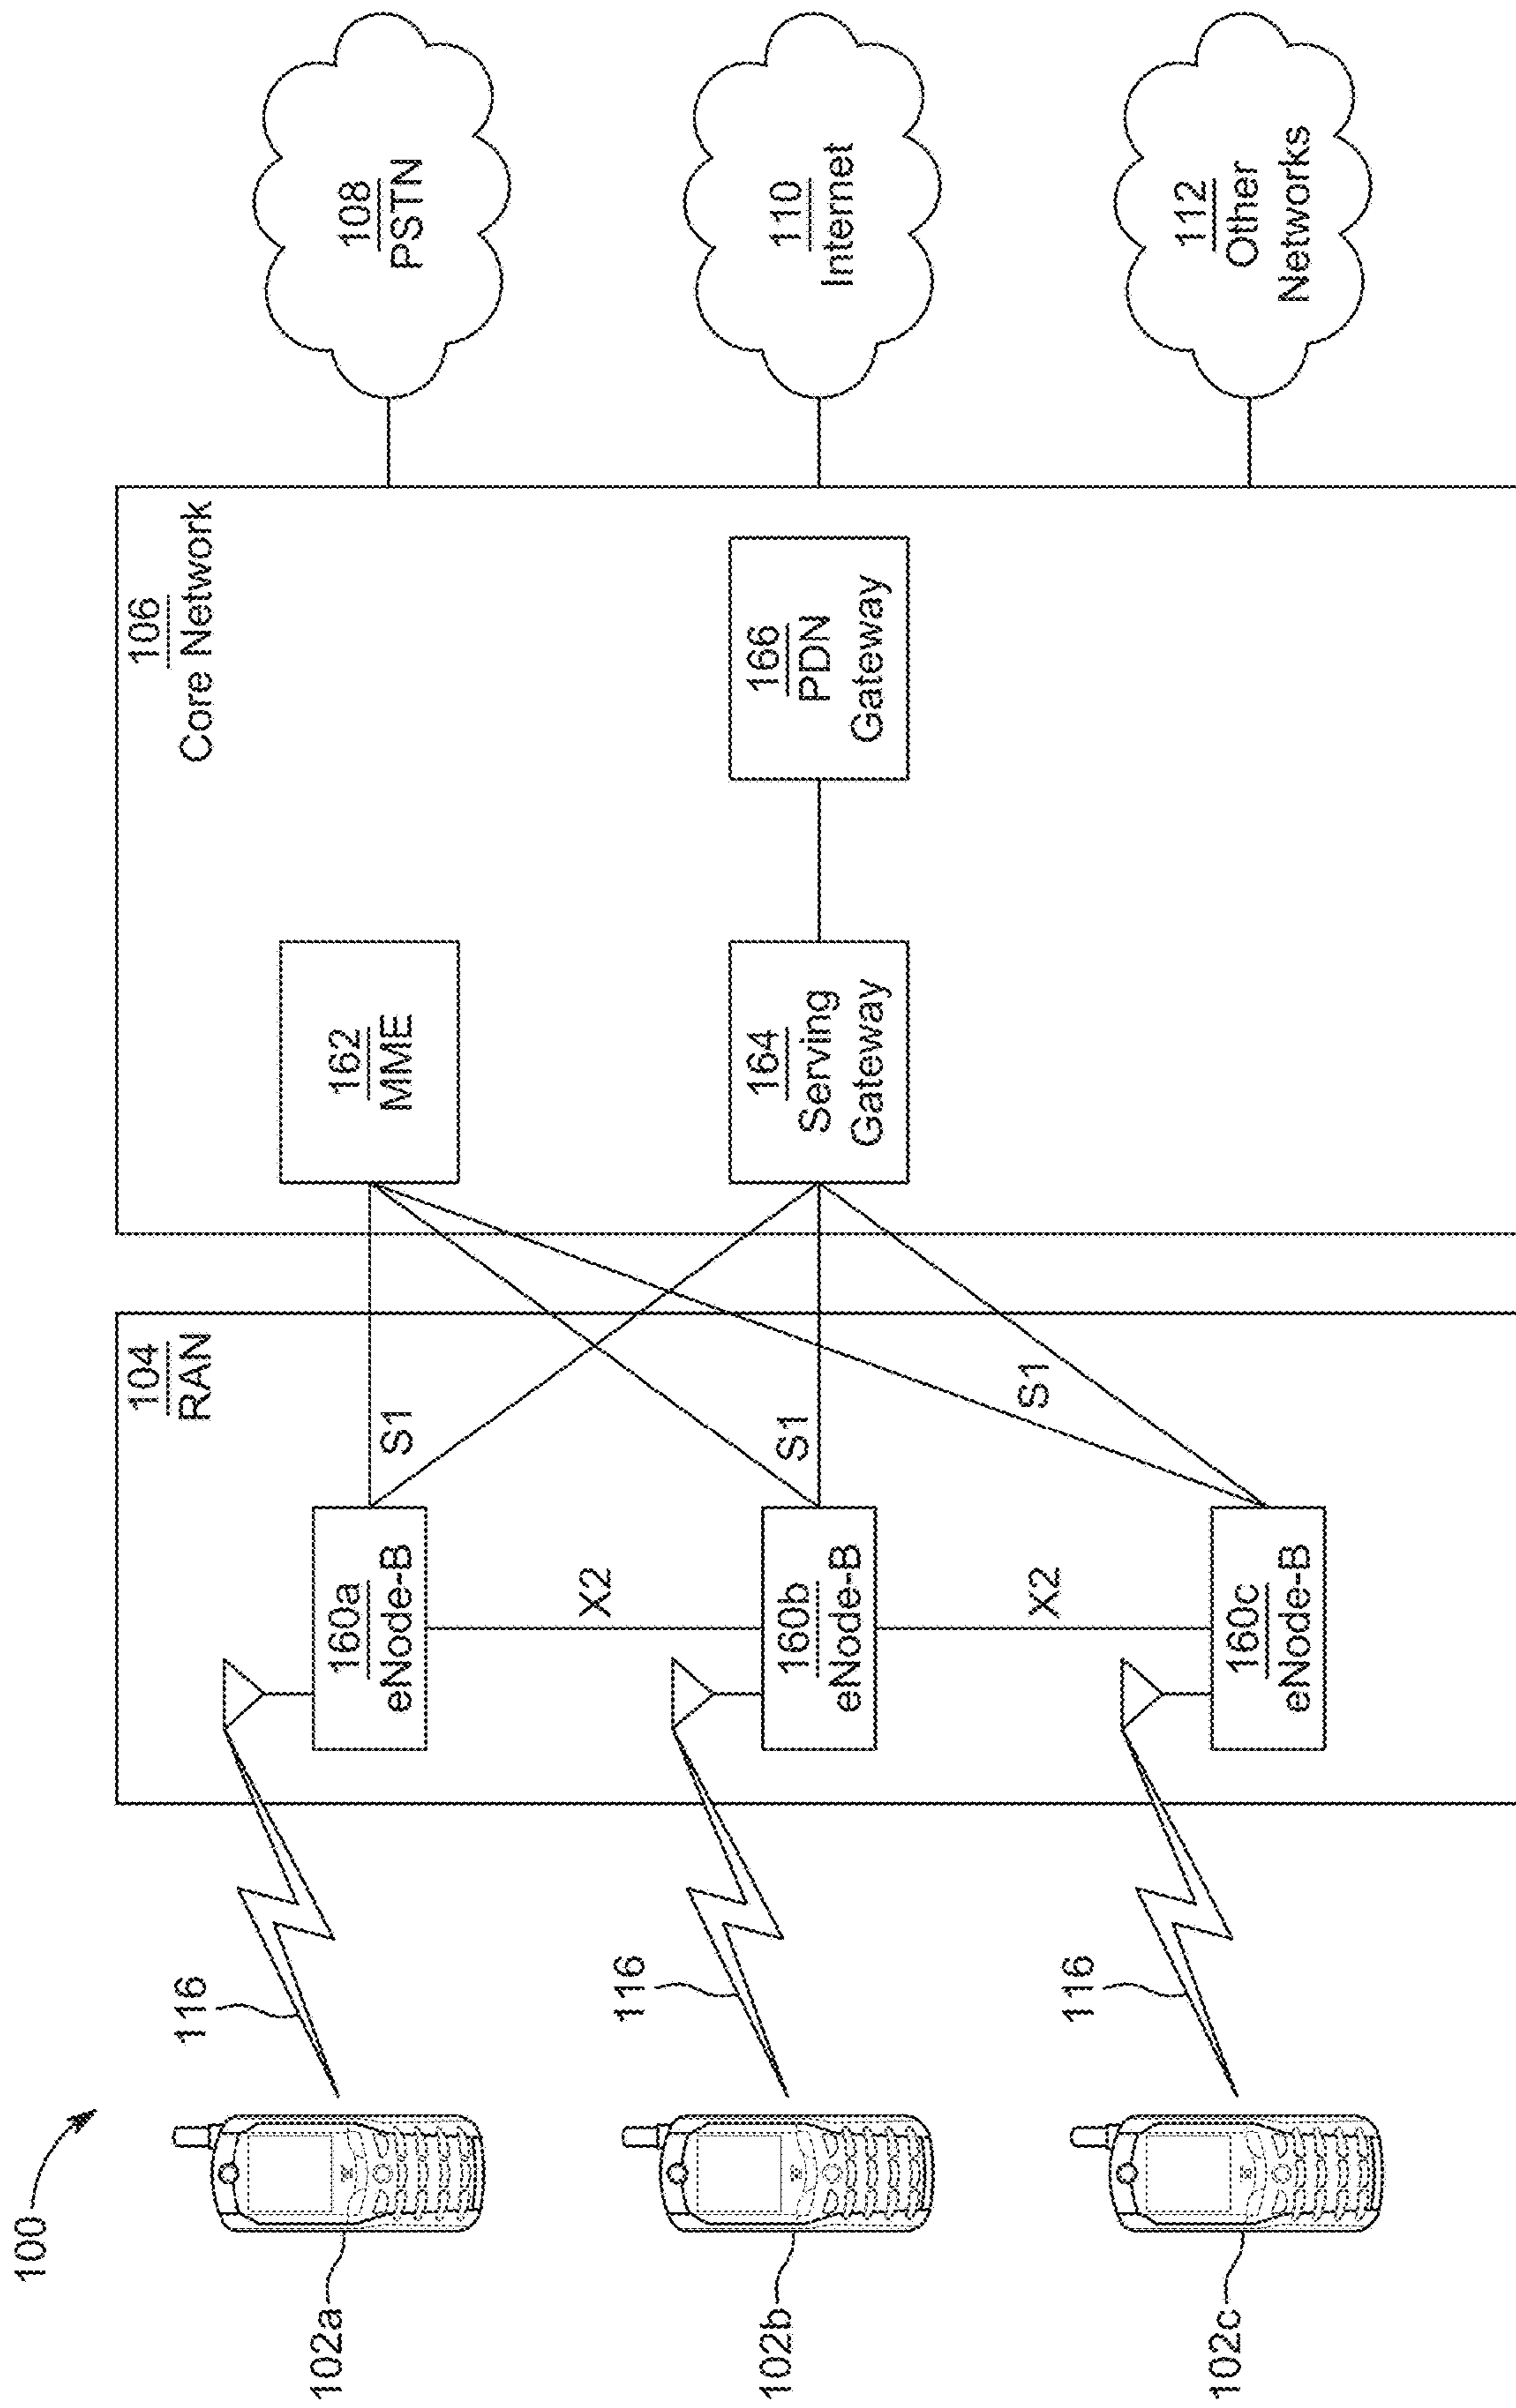 100
102a
116
102b
116
102c
116
104
RAN
160a
eNode-B
S1
X2
160b
eNode-B
S1
X2
160c
eNode-B
S1
106
Core Network
162
MME
164
Serving
Gateway
166
PDN
Gateway
108
PSTN
110
Internet
112
Other
Networks